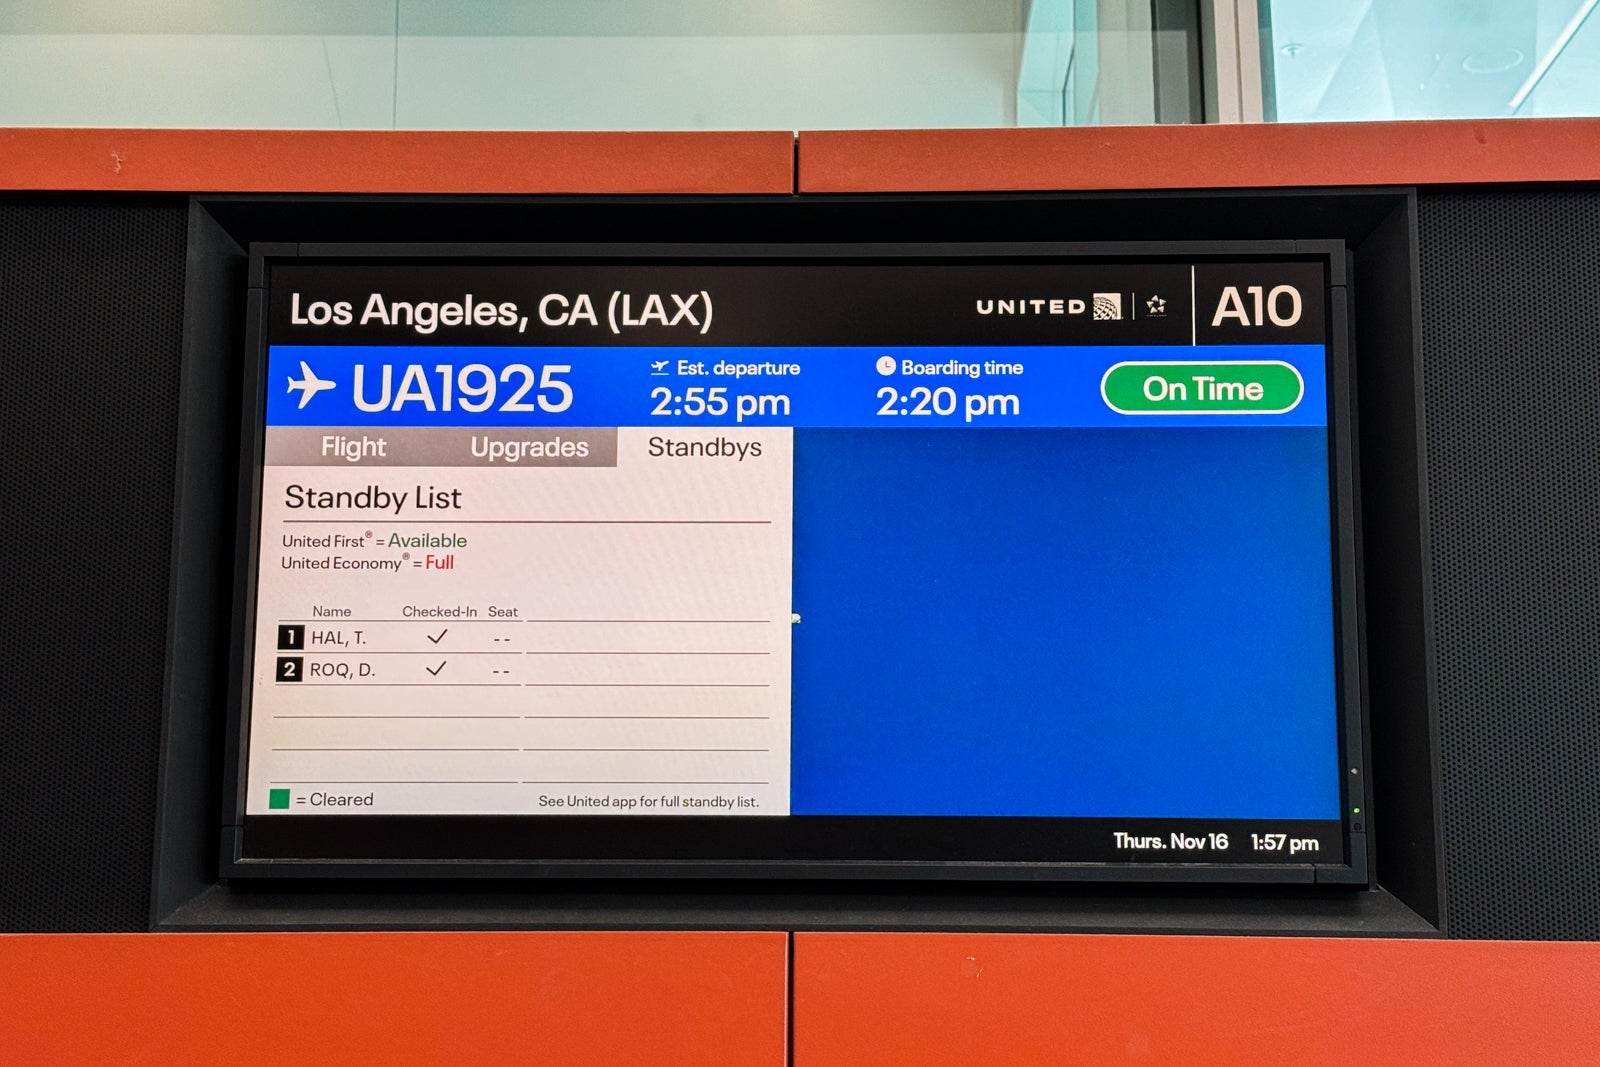 Los Angeles, CA (LAX)
UNITED
A10
UA1925
Est. departure
2:55 pm
Boarding time
2:20 pm
On Time
Flight Upgrades Standbys
Standby List
United First® = Available
United Economy® = Full
Name Checked-In Seat
1 HAL, T. ✓ --
2 ROQ, D. ✓ --
= Cleared
See United app for full standby list.
Thurs. Nov 16 1:57 pm